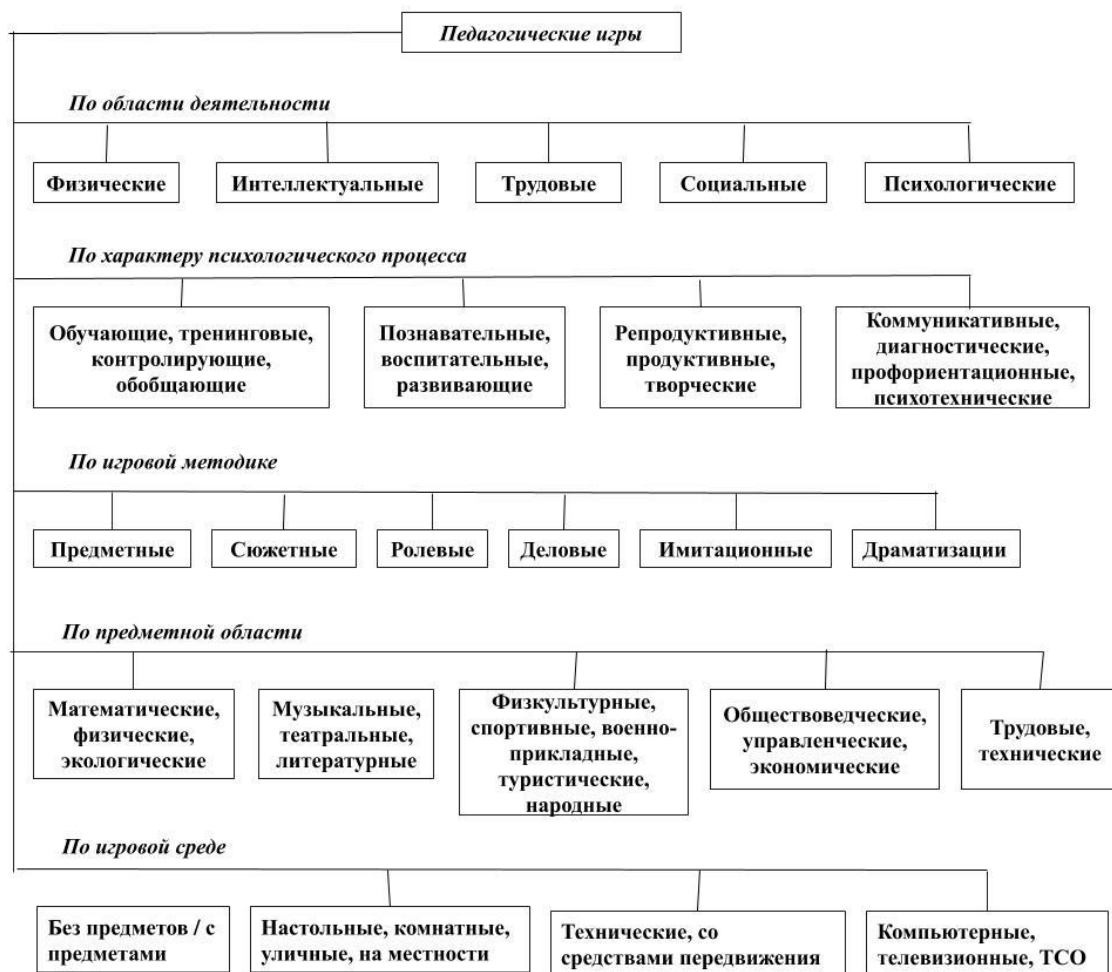 Педагогические игры
По области деятельности
Физические
Интеллектуальные
Трудовые
Социальные
Психологические
По характеру психологического процесса
Обучающие, тренинговые,
контролирующие,
обобщающие
Познавательные,
воспитательные,
развивающие
Репродуктивные,
продуктивные,
творческие
Коммуникативные,
диагностические,
профориентационные,
психотехнические
По игровой методике
Предметные
Сюжетные
Ролевые
Деловые
Имитационные
Драматизации
По предметной области
Математические,
физические,
экологические
Музыкальные,
театральные,
литературные
Физкультурные,
спортивные, военно-
прикладные,
туристические,
народные
Обществоведческие,
управленческие,
экономические
Трудовые,
технические
По игровой среде
Без предметов / с
предметами
Настольные, комнатные,
уличные, на местности
Технические, со
средствами передвижения
Компьютерные,
телевизионные, ТСО